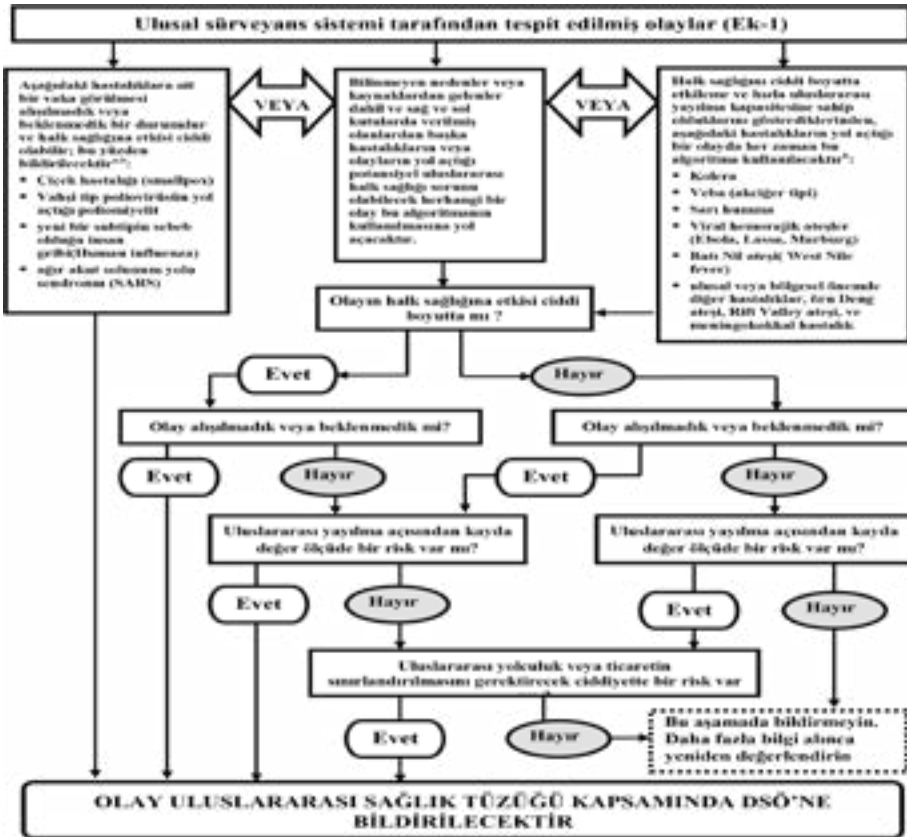 Ulusal sürveyans sistemi tarafından tespit edilmiş olaylar (Ek-1)
Aşağıdaki hastalıklara ait
bir vaka görülmesi
alışılmadık veya
beklenmedik bir durumdur
ve halk sağlığına etkisi ciddi
olabilir; bu yüzden
bildirilecektir
• Çiçek hastalığı (smallpox)
• Vahşi tip poliovirüsün yol
açtığı poliomiyelit
• yeni bir subtipin sebeb
olduğu insan
gribi(Human influenza)
• ağır akut solunum yolu
sendromu (SARS)
VEYA
Bilinmeyen nedenler veya
kaynaklardan gelenler
dahil ve sağ ve sol
kutularda verilmiş
olanlardan başka
hastalıkların veya
olayların yol açtığı
potansiyel uluslararası
halk sağlığı sorunu
olabilecek herhangi bir
olay bu algoritmanın
kullanılmasına yol
açacaktır.
VEYA
Halk sağlığını ciddi boyutta
etkileme ve hızla uluslararası
yayılma kapasitesine sahip
olduklarını gösterdiklerinden,
aşağıdaki hastalıkların yol açtığı
bir olayda her zaman bu
algoritma kullanılacaktır
• Kolera
• Veba (akciğer tipi)
• Sarı humma
• Viral hemorajik ateşler
(Ebola, Lassa, Marburg)
• Batı Nil ateşi( West Nile
fever)
• ulusal veya bölgesel önemde
diğer hastalıklar, örn Deng
ateşi, Rift Valley ateşi, ve
meningokokkal hastalık
Olayın halk sağlığına etkisi ciddi
boyutta mı ?
Evet
Hayır
Olay alışılmadık veya beklenmedik mi?
Olay alışılmadık veya beklenmedik mi?
Evet
Hayır
Evet
Hayır
Uluslararası yayılma açısından kayda
değer ölçüde bir risk var mı?
Uluslararası yayılma açısından kayda
değer ölçüde bir risk var mı?
Evet
Hayır
Evet
Hayır
Uluslararası yolculuk veya ticaretin
sınırlandırılmasını gerektirecek ciddiyette bir risk var
Evet
Hayır
Bu aşamada bildirmeyin.
Daha fazla bilgi alınca
yeniden değerlendirin
OLAY ULUSLARARASI SAĞLIK TÜZÜĞÜ KAPSAMINDA DSÖ'NE
BİLDİRİLECEKTİR